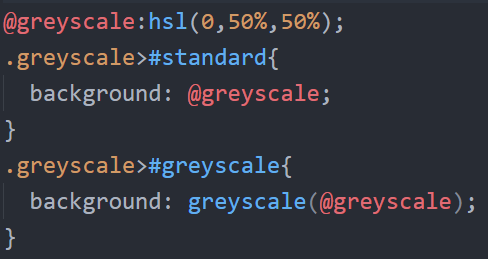 @greyscale:hsl(0,50%,50%);
.greyscale>#standard{
  background: @greyscale;
}
.greyscale>#greyscale{
  background: greyscale(@greyscale);
}